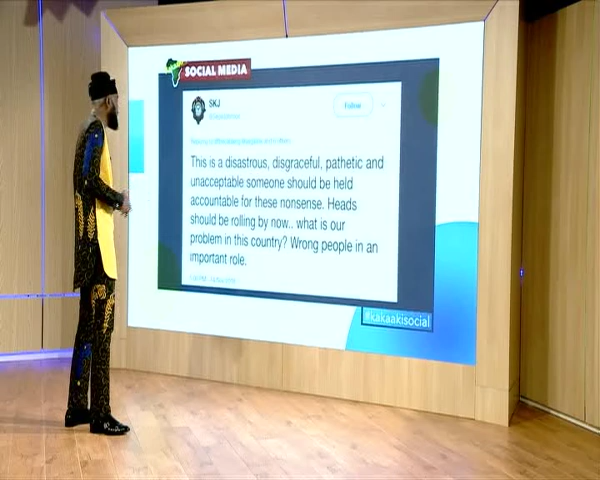 SOCIAL MEDIA
SKJ
Follow
This is a disastrous, disgraceful, pathetic and
unacceptable someone should be held
accountable for these nonsense. Heads
should be rolling by now.. what is our
problem in this country? Wrong people in an
important role.
#kakaakisocial